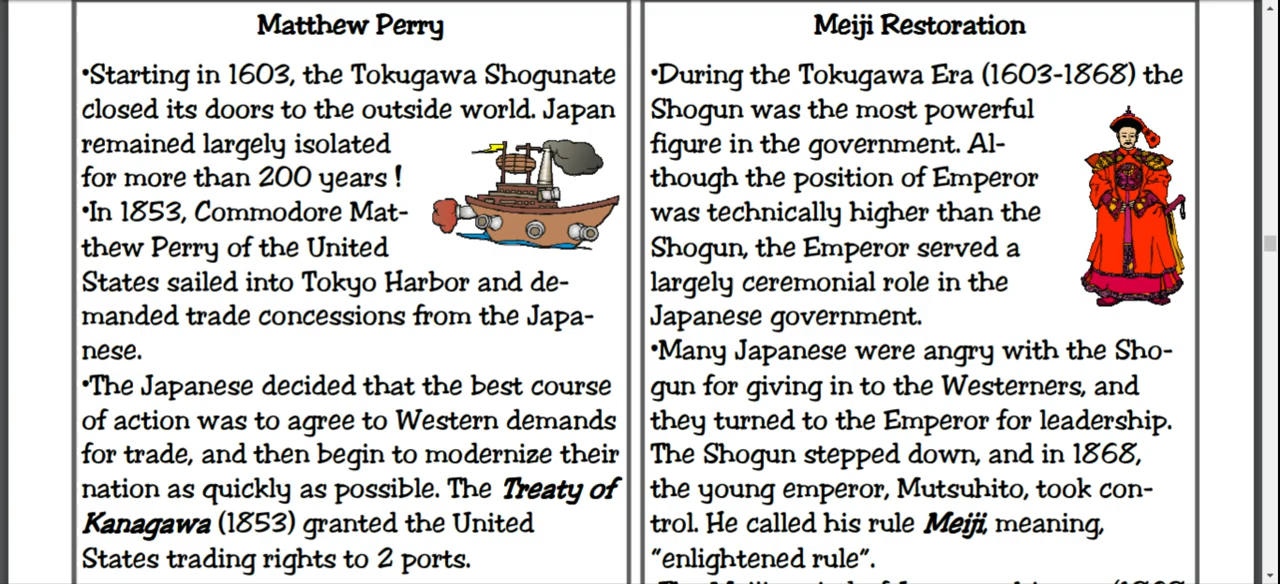 Matthew Perry
•Starting in 1603, the Tokugawa Shogunate
closed its doors to the outside world. Japan
remained largely isolated
for more than 200 years !
•In 1853, Commodore Mat-
thew Perry of the United
States sailed into Tokyo Harbor and de-
manded trade concessions from the Japa-
nese.
•The Japanese decided that the best course
of action was to agree to Western demands
for trade, and then begin to modernize their
nation as quickly as possible. The Treaty of
Kanagawa (1853) granted the United
States trading rights to 2 ports.
Meiji Restoration
•During the Tokugawa Era (1603-1868) the
Shogun was the most powerful
figure in the government. Al-
though the position of Emperor
was technically higher than the
Shogun, the Emperor served a
largely ceremonial role in the
Japanese government.
•Many Japanese were angry with the Sho-
gun for giving in to the Westerners, and
they turned to the Emperor for leadership.
The Shogun stepped down, and in 1868,
the young emperor, Mutsuhito, took con-
trol. He called his rule Meiji, meaning,
“enlightened rule”.